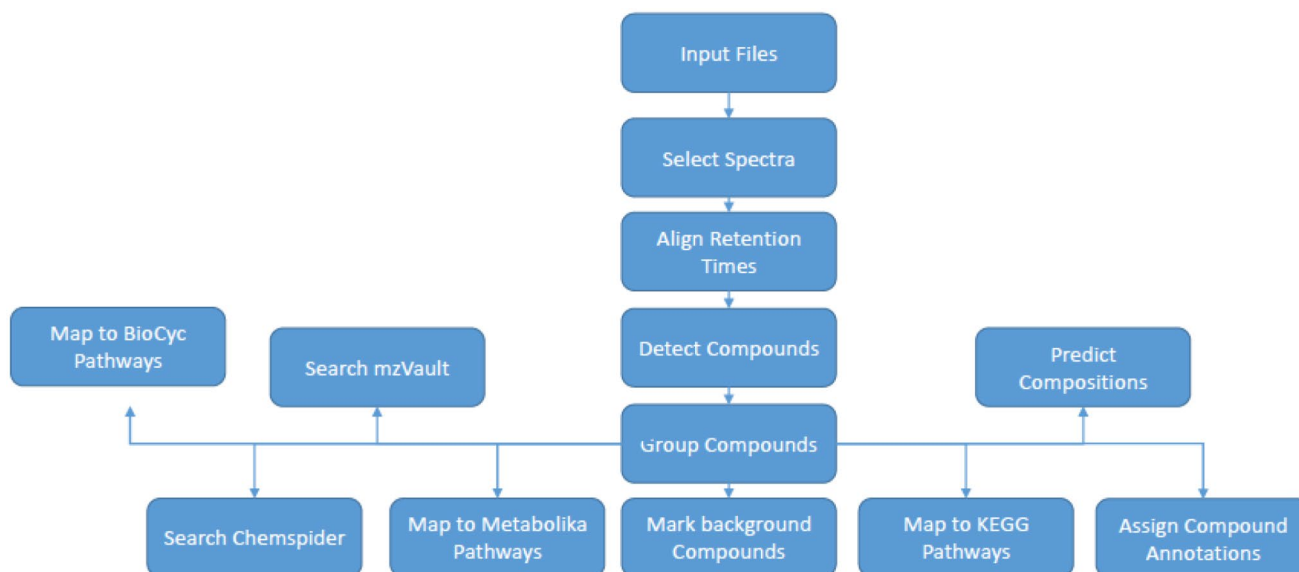 Input Files
Select Spectra
Align Retention
Times
Detect Compounds
Map to BioCyc
Pathways
Search mzVault
Predict
Compositions
Group Compounds
Search Chemspider
Map to Metabolika
Pathways
Mark background
Compounds
Map to KEGG
Pathways
Assign Compound
Annotations